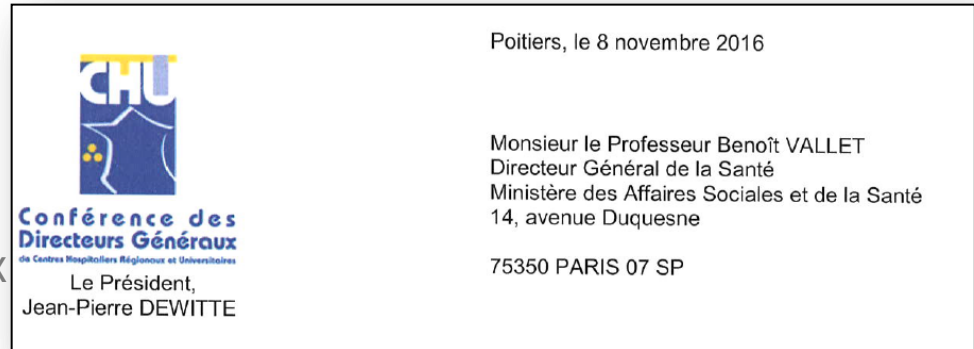 CHU
Conférence des
Directeurs Généraux
de Centres Hospitaliers Régionaux et Universitaires
Le Président,
Jean-Pierre DEWITTE
Poitiers, le 8 novembre 2016
Monsieur le Professeur Benoît VALLET
Directeur Général de la Santé
Ministère des Affaires Sociales et de la Santé
14, avenue Duquesne
75350 PARIS 07 SP